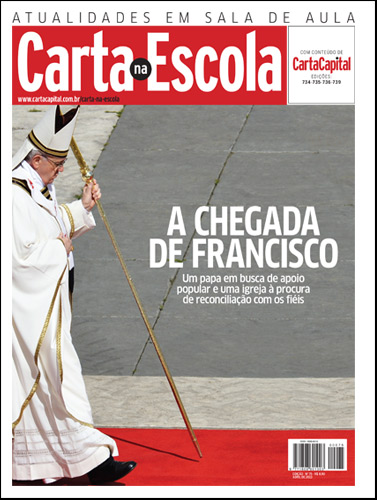 ATUALIDADES EM SALA DE AULA
Carta na Escola
www.cartacapital.com.br/carta-na-escola
COM CONTEÚDO DE
CartaCapital
EDIÇÕES
734-735-736-739
A CHEGADA
DE FRANCISCO
Um papa em busca de apoio
popular e uma igreja à procura
de reconciliação com os fiéis